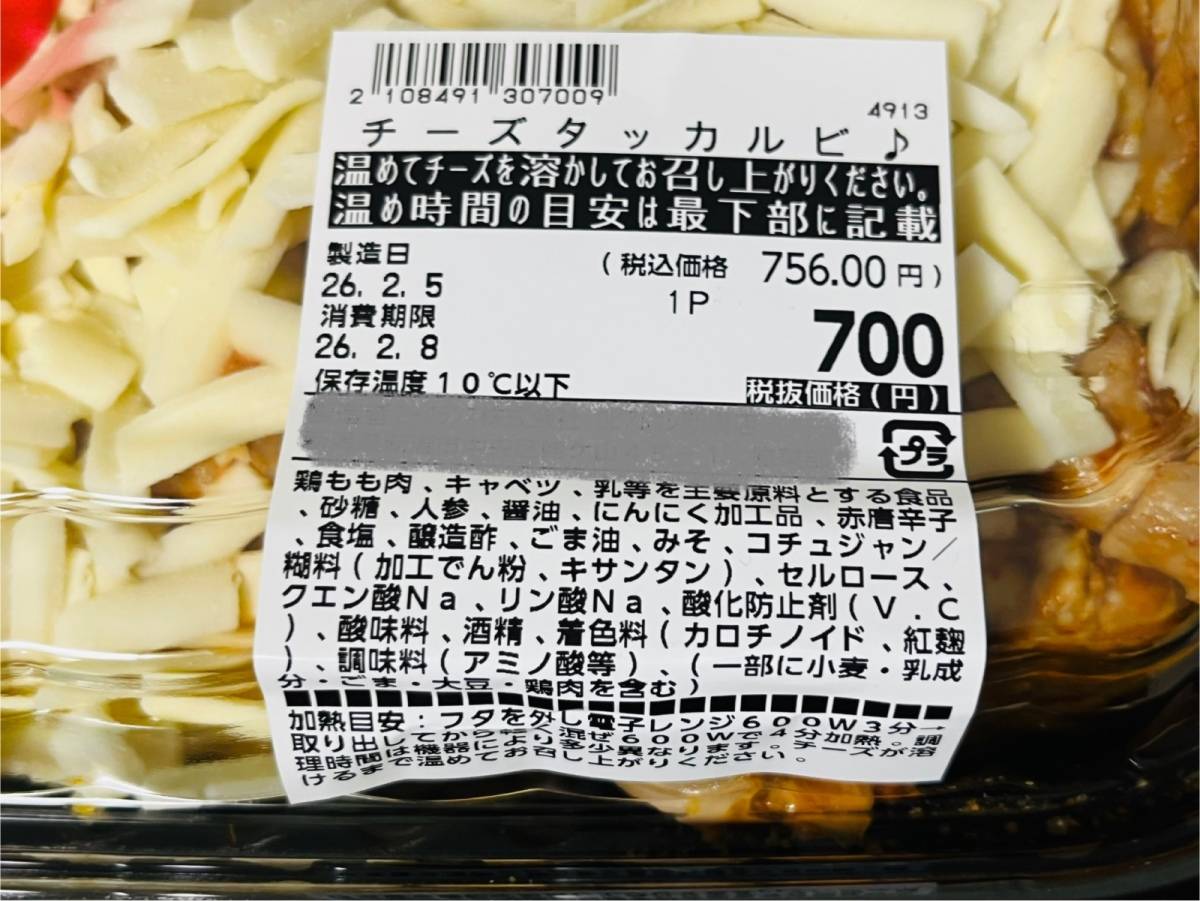 2 108491 307009
4913
チーズタッカルビ♪
温めてチーズを溶かしてお召し上がりください。
温め時間の目安は最下部に記載
製造日
(税込価格 756.00円)
26. 2. 5
1P
消費期限
700
26. 2. 8
保存温度10℃以下
税抜価格(円)
プラ
鶏もも肉、キャベツ、乳等を主要原料とする食品
、砂糖、人参、醤油、にんにく加工品、赤唐辛子
、食塩、醸造酢、ごま油、みそ、コチュジャン/
糊料(加工でん粉、キサンタン)、セルロース、
クエン酸Na、リン酸Na、酸化防止剤(V.C
)、酸味料、酒精、着色料(カロチノイド、紅麹
)、調味料(アミノ酸等)、(一部に小麦・乳成
分・ごま・大豆・鶏肉を含む)
加熱目安:フタを外し電子レンジ600W3分→
取り出してから混ぜ600Wで4分加熱。調
理時間は機器により多少異なります。チーズが溶
けるまで温めてお召し上がりください。